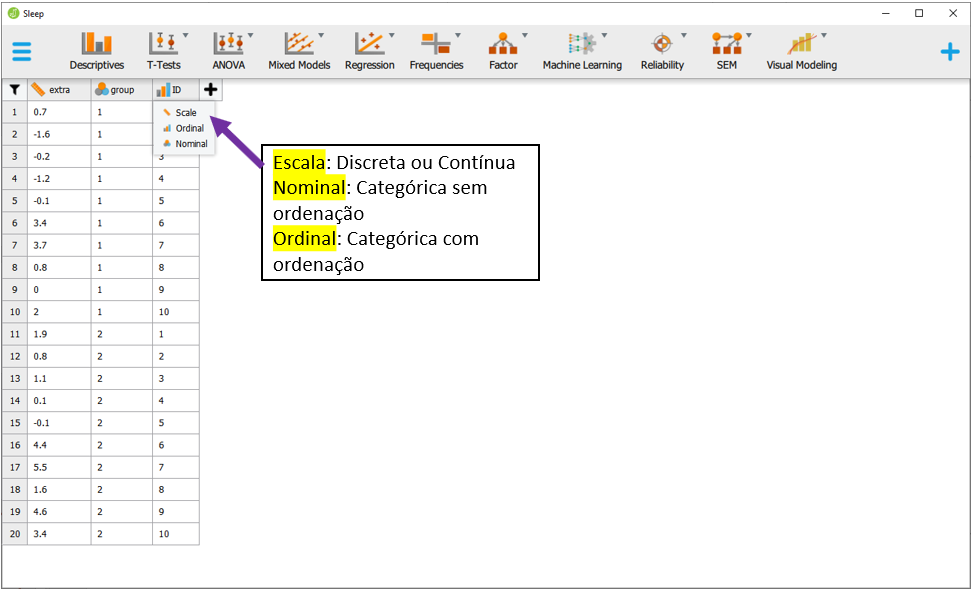 Sleep
Descriptives T-Tests ANOVA Mixed Models Regression Frequencies Factor Machine Learning Reliability SEM Visual Modeling
extra group ID
Scale
Ordinal
Nominal
1 0.7 1
2 -1.6 1
3 -0.2 1 3
4 -1.2 1 4
5 -0.1 1 5
6 3.4 1 6
7 3.7 1 7
8 0.8 1 8
9 0 1 9
10 2 1 10
11 1.9 2 1
12 0.8 2 2
13 1.1 2 3
14 0.1 2 4
15 -0.1 2 5
16 4.4 2 6
17 5.5 2 7
18 1.6 2 8
19 4.6 2 9
20 3.4 2 10
Escala: Discreta ou Contínua
Nominal: Categórica sem
ordenação
Ordinal: Categórica com
ordenação